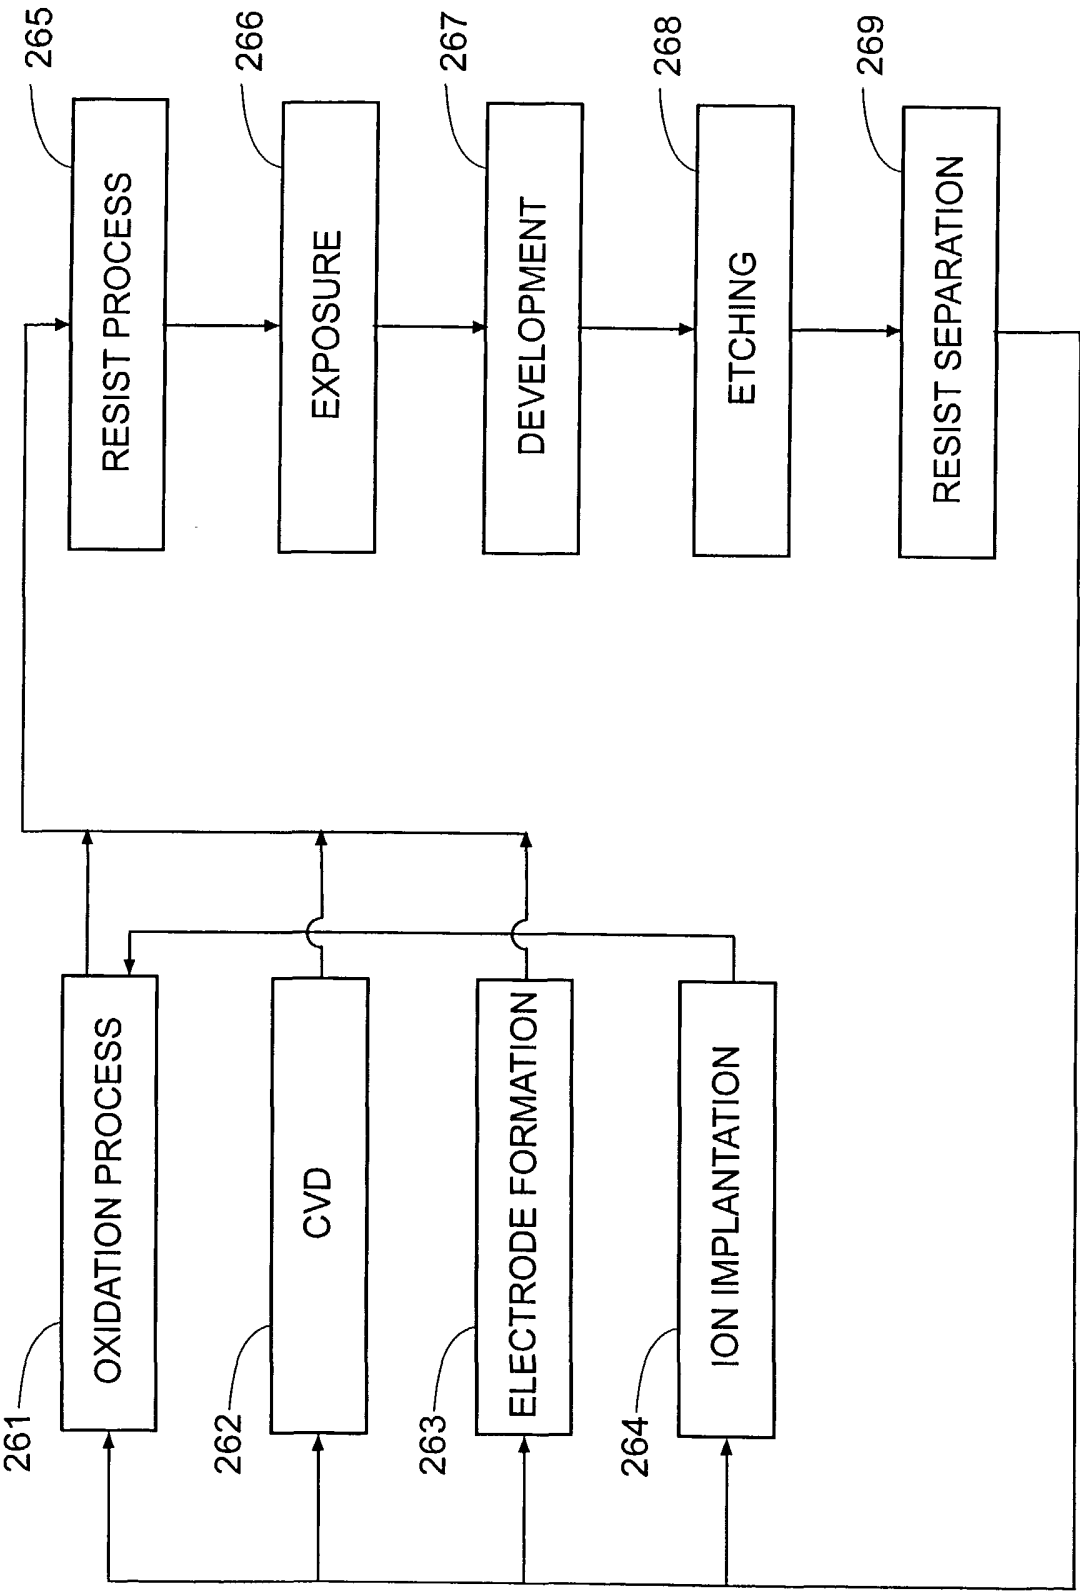 261
OXIDATION PROCESS
262
CVD
263
ELECTRODE FORMATION
264
ION IMPLANTATION
265
RESIST PROCESS
266
EXPOSURE
267
DEVELOPMENT
268
ETCHING
269
RESIST SEPARATION